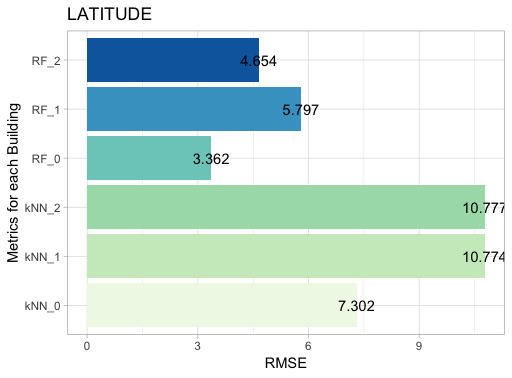 LATITUDE
Metrics for each Building
RF_2
4.654
RF_1
5.797
RF_0
3.362
kNN_2
10.777
kNN_1
10.774
kNN_0
7.302
0 3 6 9
RMSE